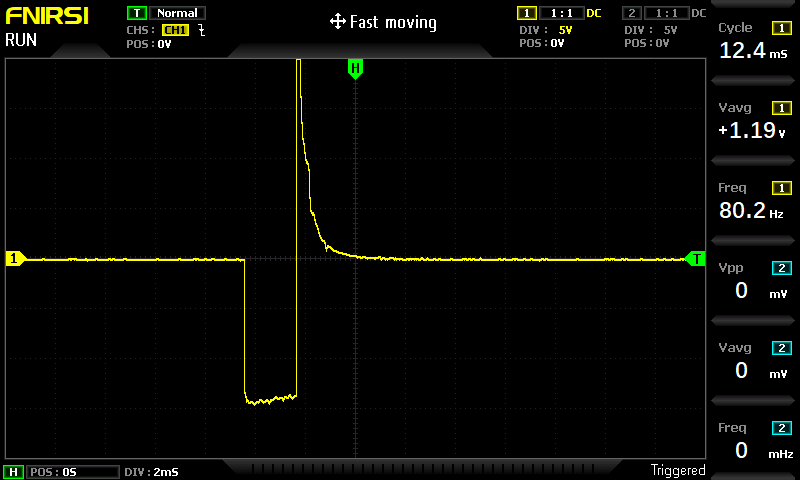 FNIRSI
RUN
T Normal
CHS: CH1
POS: 0V
Fast moving
1 1:1 DC
DIV: 5V
POS: 0V
2 1:1 DC
DIV: 5V
POS: 0V
H
1
T
Cycle 1
12.4 mS
Vavg 1
+1.19 V
Freq 1
80.2 Hz
Vpp 2
0 mV
Vavg 2
0 mV
Freq 2
0 mHz
H POS: 0S DIV: 2mS
Triggered